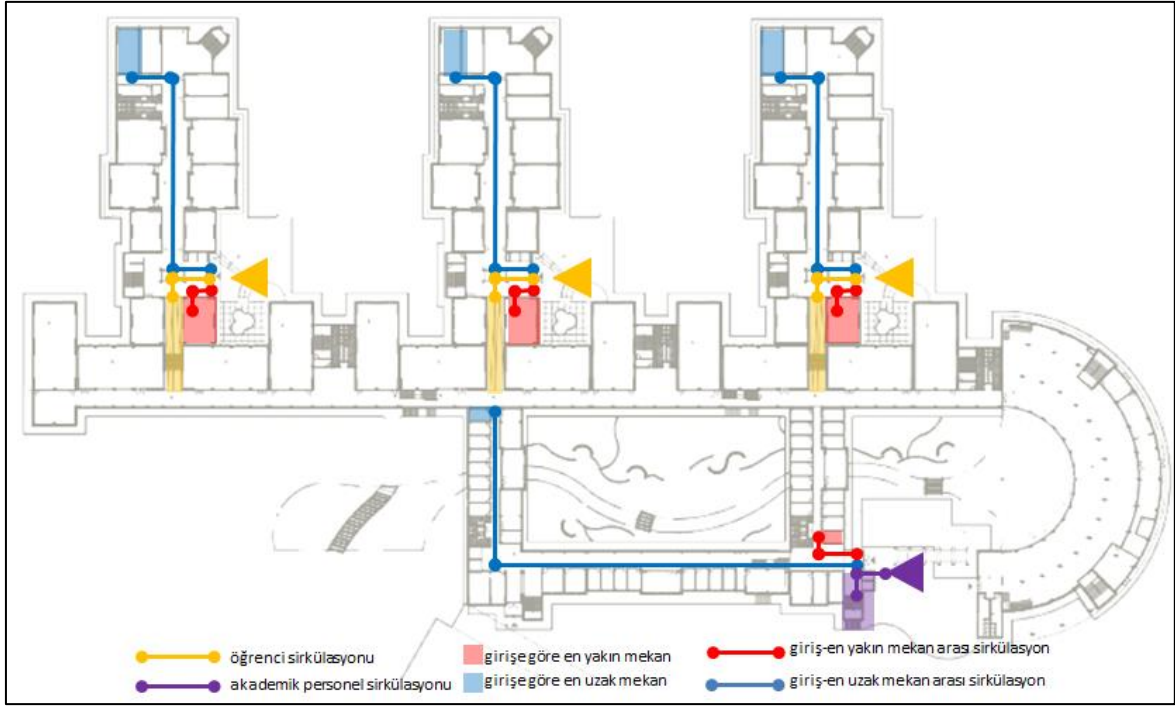 öğrenci sirkülasyonu
girişe göre en yakın mekan
giriş-en yakın mekan arası sirkülasyon
akademik personel sirkülasyonu
girişe göre en uzak mekan
giriş-en uzak mekan arası sirkülasyon